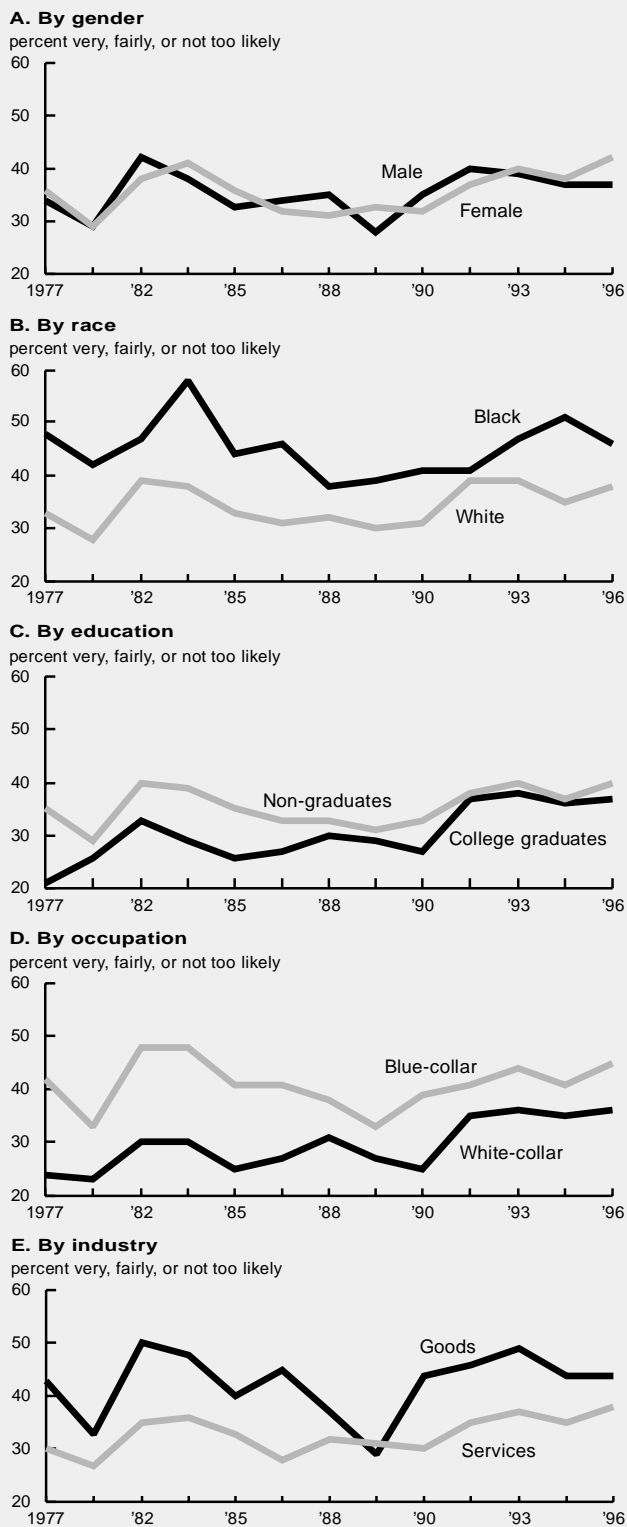 A. By gender
percent very, fairly, or not too likely
60
50
40
30
20
Male
Female
1977 '82 '85 '88 '90 '93 '96
B. By race
percent very, fairly, or not too likely
60
50
40
30
20
Black
White
1977 '82 '85 '88 '90 '93 '96
C. By education
percent very, fairly, or not too likely
60
50
40
30
20
Non-graduates
College graduates
1977 '82 '85 '88 '90 '93 '96
D. By occupation
percent very, fairly, or not too likely
60
50
40
30
20
Blue-collar
White-collar
1977 '82 '85 '88 '90 '93 '96
E. By industry
percent very, fairly, or not too likely
60
50
40
30
20
Goods
Services
1977 '82 '85 '88 '90 '93 '96